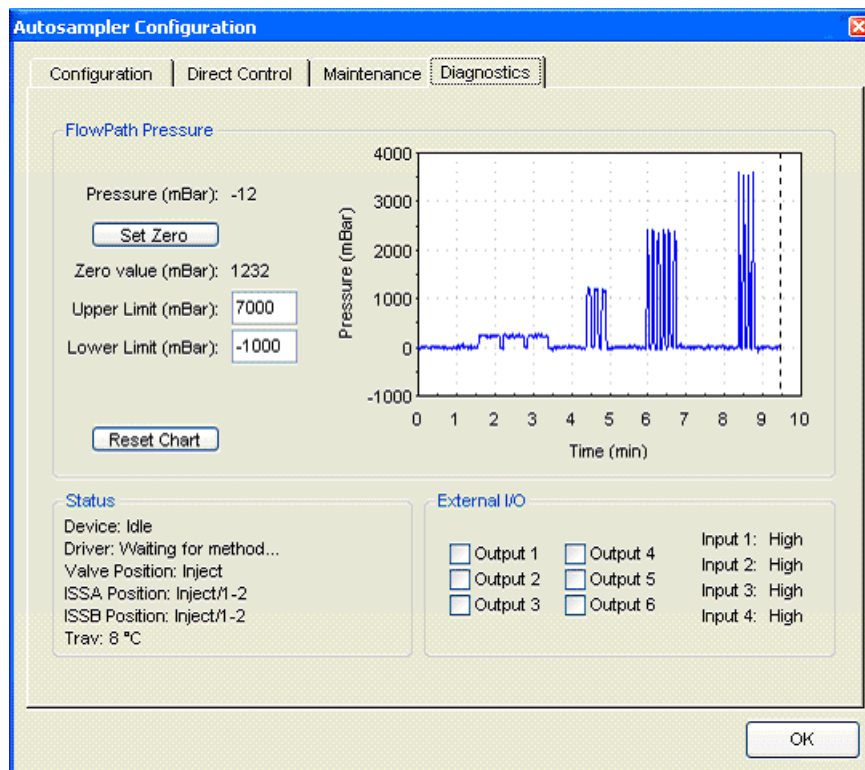 Autosampler Configuration
Configuration
Direct Control
Maintenance
Diagnostics
FlowPath Pressure
Pressure (mBar): -12
Set Zero
Zero value (mBar): 1232
Upper Limit (mBar): 7000
Lower Limit (mBar): -1000
Reset Chart
Pressure (mBar)
4000
3000
2000
1000
0
-1000
0 1 2 3 4 5 6 7 8 9 10
Time (min)
Status
Device: Idle
Driver: Waiting for method...
Valve Position: Inject
ISSA Position: Inject/1-2
ISSB Position: Inject/1-2
Tray: 8 °C
External I/O
Output 1
Output 2
Output 3
Output 4
Output 5
Output 6
Input 1: High
Input 2: High
Input 3: High
Input 4: High
OK